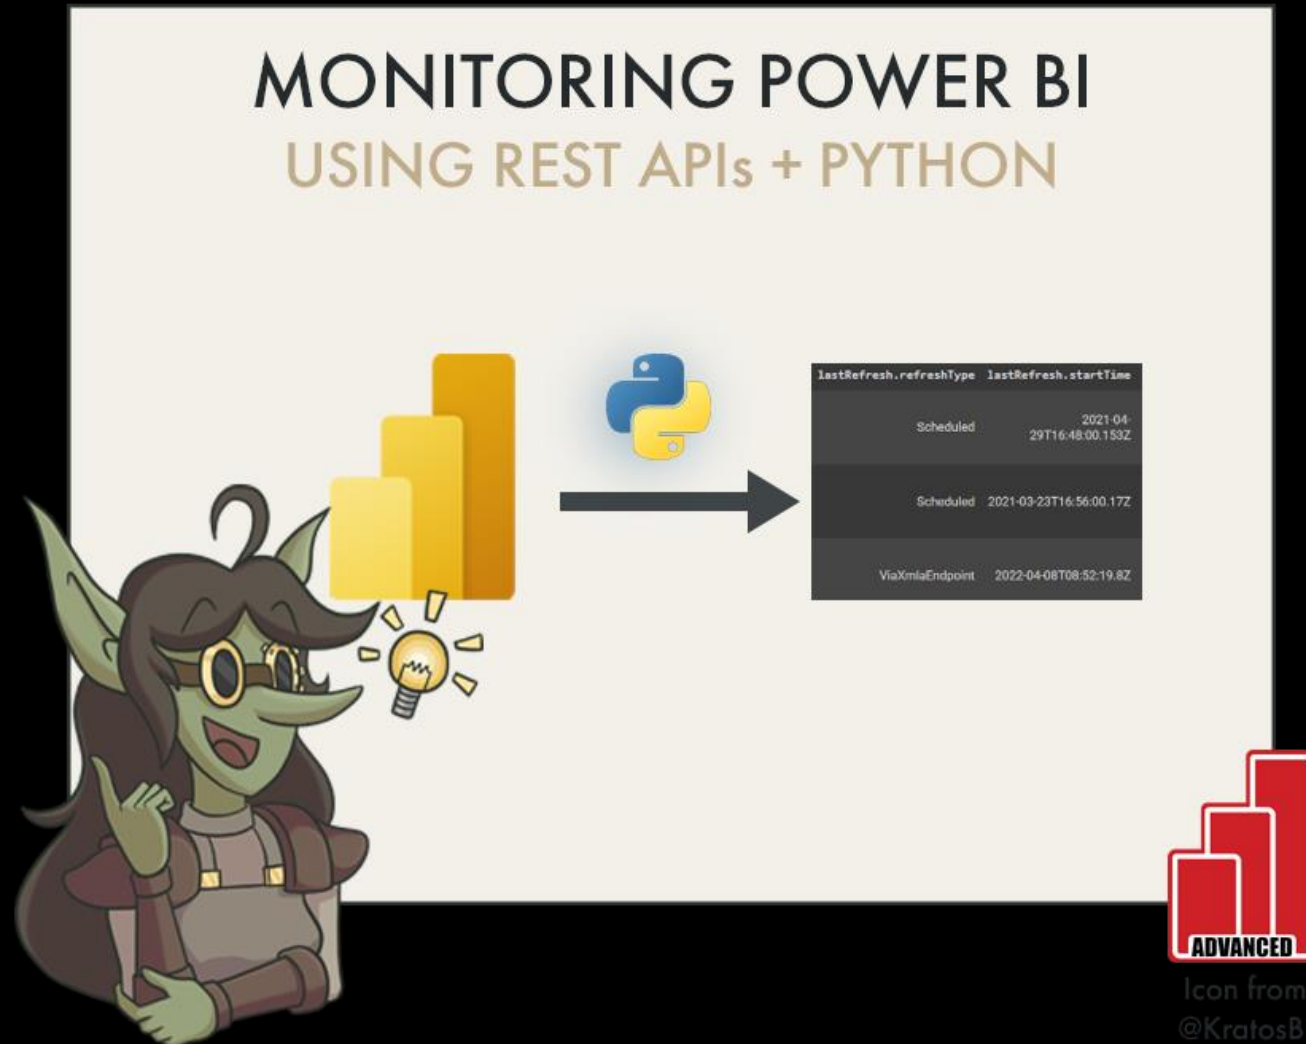 MONITORING POWER BI
USING REST APIs + PYTHON
lastRefresh.refreshType lastRefresh.startTime
Scheduled 2021-04-
29T16:48:00.153Z
Scheduled 2021-03-23T16:56:00.17Z
ViaXmlaEndpoint 2022-04-08T08:52:19.8Z
ADVANCED
Icon from
@KratosB